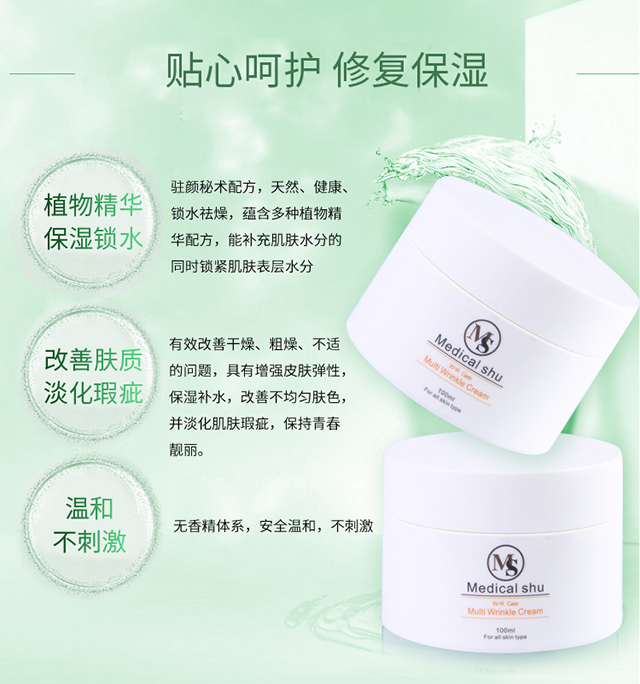 贴心呵护 修复保湿
植物精华
保湿锁水
驻颜秘术配方，天然、健康、
锁水祛燥，蕴含多种植物精
华配方，能补充肌肤水分的
同时锁紧肌肤表层水分
改善肤质
淡化瑕疵
有效改善干燥、粗燥、不适
的问题，具有增强皮肤弹性，
保湿补水，改善不均匀肤色，
并淡化肌肤瑕疵，保持青春
靓丽。
温和
不刺激
无香精体系，安全温和，不刺激
MS
Medical shu
W·R Care
Multi Wrinkle Cream
100ml
For all skin type
MS
Medical shu
W·R Care
Multi Wrinkle Cream
100ml
For all skin type